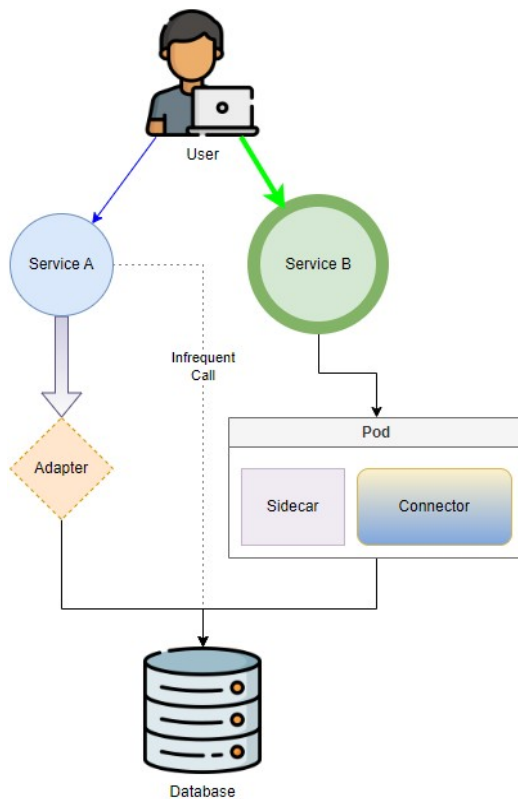 User
Service A
Service B
Infrequent
Call
Pod
Adapter
Sidecar
Connector
Database